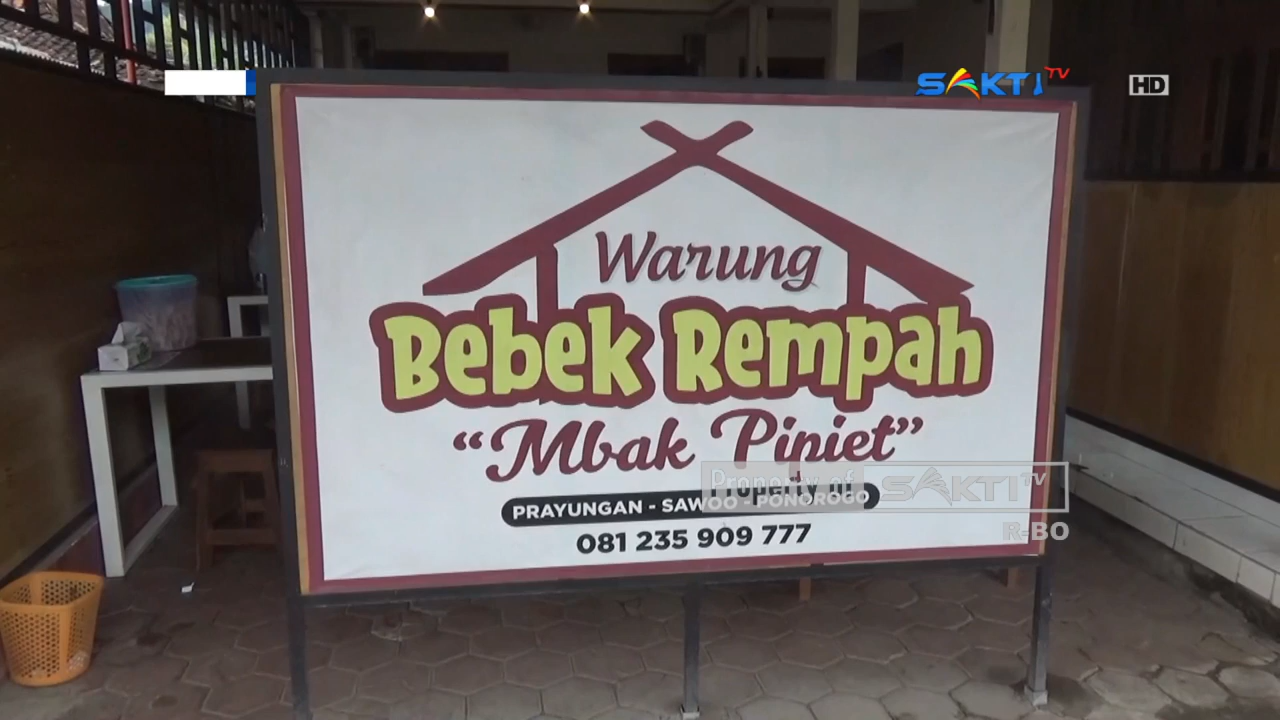 SAKTI TV
HD
Warung
Bebek Rempah
“Mbak Pipiet”
Property of SAKTI TV
PRAYUNGAN - SAWOO - PONOROGO
R-BO
081 235 909 777